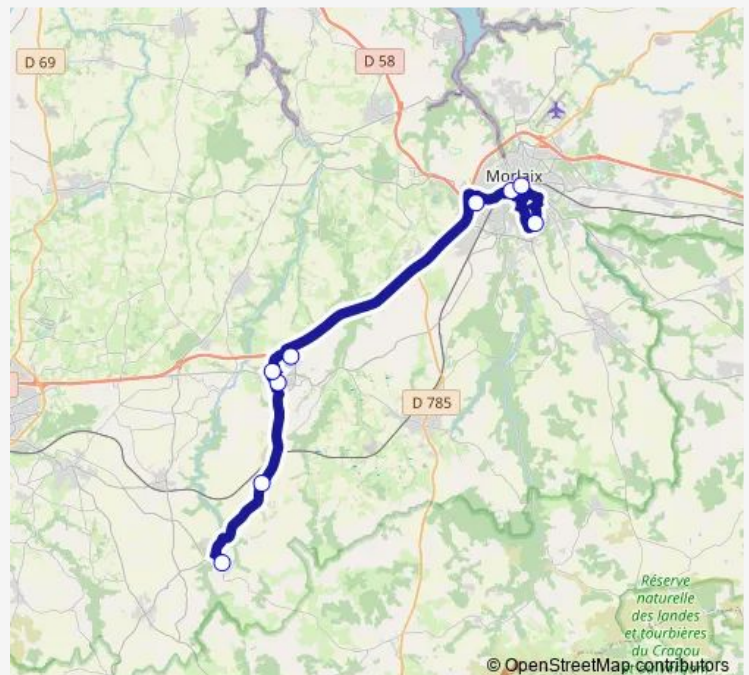 D 69
D 58
Morlaix
D 785
Réserve
naturelle
des landes
et tourbières
du Cragou
© OpenStreetMap contributors